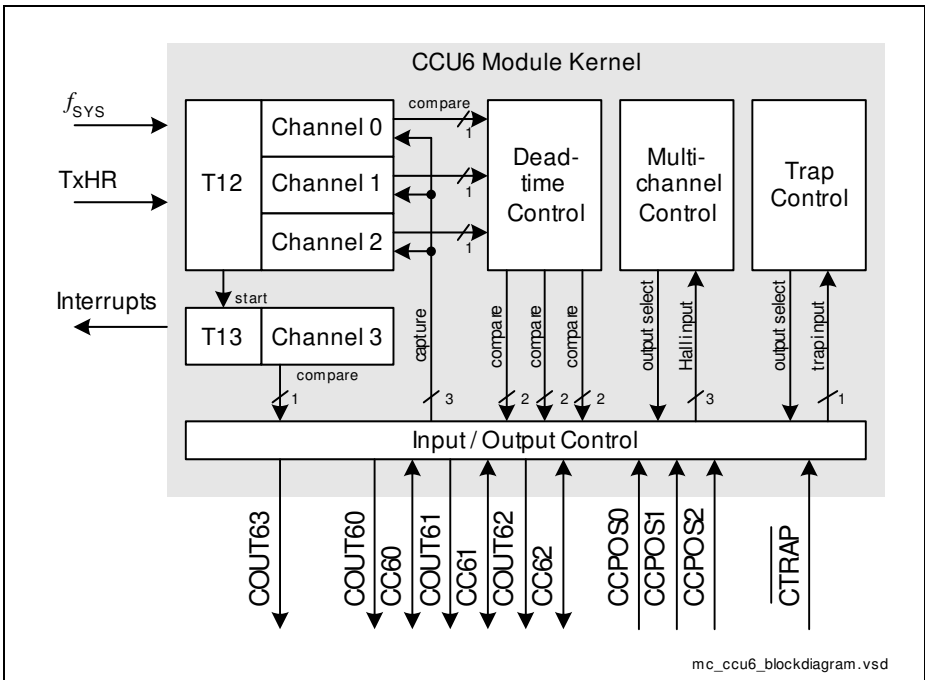 CCU6 Module Kernel
fSYS
TxHR
Interrupts
T12
Channel 0
Channel 1
Channel 2
compare
1
1
1
Dead-
time
Control
Multi-
channel
Control
Trap
Control
start
T13
Channel 3
compare
1
capture
3
compare
2
compare
2
compare
2
output select
Hall input
3
output select
trap input
1
Input / Output Control
COUT63
COUT60
CC60
COUT61
CC61
COUT62
CC62
CCPOS0
CCPOS1
CCPOS2
CTRAP
mc_ccu6_blockdiagram.vsd